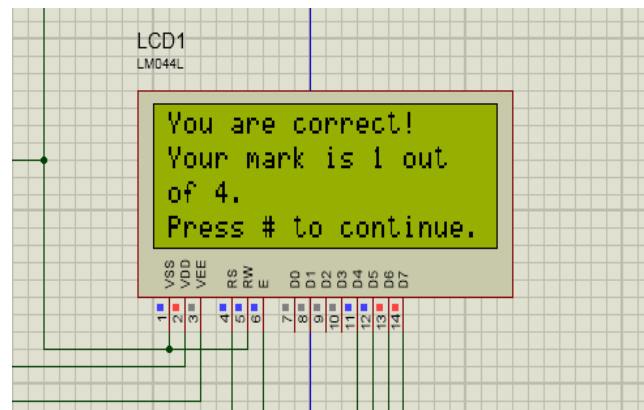 LCD1
LM044L
You are correct!
Your mark is 1 out
of 4.
Press # to continue.
VSS VDD VEE RS RW E D0 D1 D2 D3 D4 D5 D6 D7
1 2 3 4 5 6 7 8 9 10 11 12 13 14